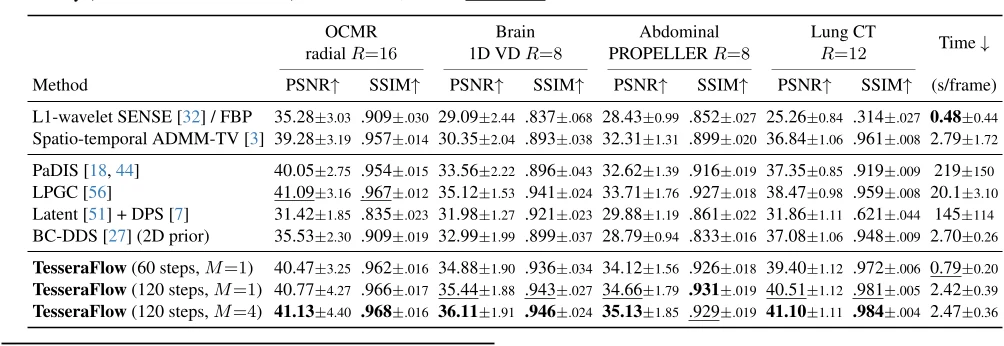 OCMR Brain Abdominal Lung CT
radial R=16 1D VD R=8 PROPELLER R=8 R=12 Time ↓
Method PSNR↑ SSIM↑ PSNR↑ SSIM↑ PSNR↑ SSIM↑ PSNR↑ SSIM↑ (s/frame)
L1-wavelet SENSE [32] / FBP 35.28±3.03 .909±.030 29.09±2.44 .837±.068 28.43±0.99 .852±.027 25.26±0.84 .314±.027 0.48±0.44
Spatio-temporal ADMM-TV [3] 39.28±3.19 .957±.014 30.35±2.04 .893±.038 32.31±1.31 .899±.020 36.84±1.06 .961±.008 2.79±1.72
PaDIS [18, 44] 40.05±2.75 .954±.015 33.56±2.22 .896±.043 32.62±1.39 .916±.019 37.35±0.85 .919±.009 219±150
LPGC [56] 41.09±3.16 .967±.012 35.12±1.53 .941±.024 33.71±1.76 .927±.018 38.47±0.98 .959±.008 20.1±3.10
Latent [51] + DPS [7] 31.42±1.85 .835±.023 31.98±1.27 .921±.023 29.88±1.19 .861±.022 31.86±1.11 .621±.044 145±114
BC-DDS [27] (2D prior) 35.53±2.30 .909±.019 32.99±1.99 .899±.037 28.79±0.94 .833±.016 37.08±1.06 .948±.009 2.70±0.26
TesseraFlow (60 steps, M=1) 40.47±3.25 .962±.016 34.88±1.90 .936±.034 34.12±1.56 .926±.018 39.40±1.12 .972±.006 0.79±0.20
TesseraFlow (120 steps, M=1) 40.77±4.27 .966±.017 35.44±1.88 .943±.027 34.66±1.79 .931±.019 40.51±1.12 .981±.005 2.42±0.39
TesseraFlow (120 steps, M=4) 41.13±4.40 .968±.016 36.11±1.91 .946±.024 35.13±1.85 .929±.019 41.10±1.11 .984±.004 2.47±0.36